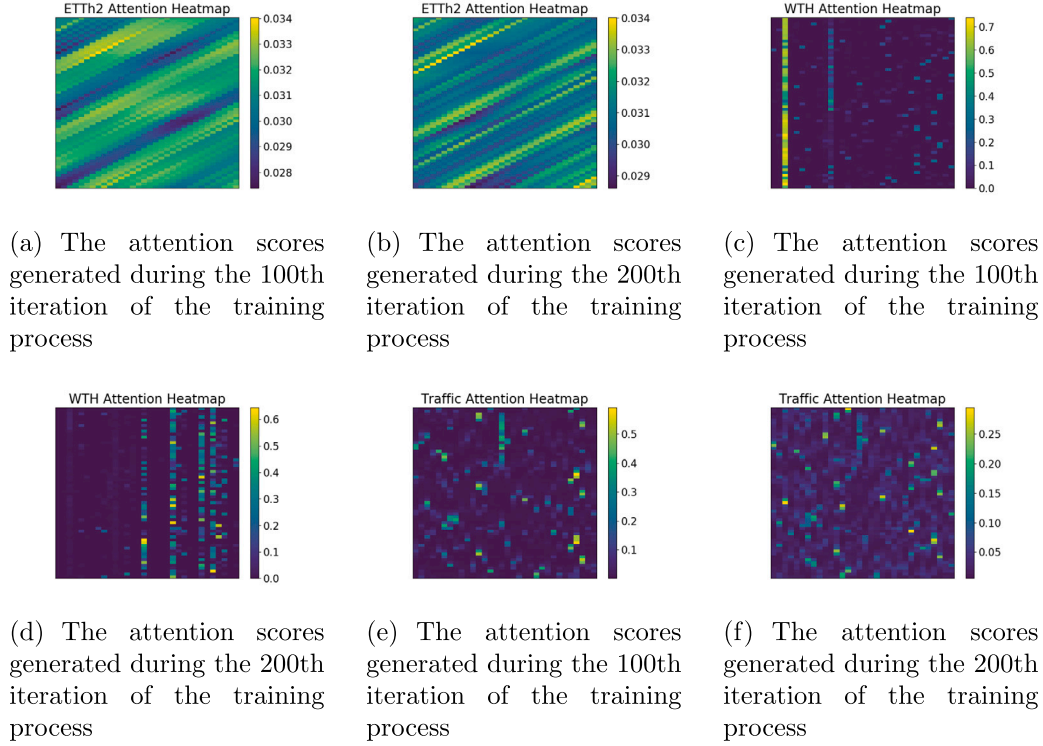 ETTh2 Attention Heatmap
0.034
0.033
0.032
0.031
0.030
0.029
0.028
ETTh2 Attention Heatmap
0.034
0.033
0.032
0.031
0.030
0.029
WTH Attention Heatmap
0.7
0.6
0.5
0.4
0.3
0.2
0.1
0.0
(a) The attention scores
generated during the 100th
iteration of the training
process
(b) The attention scores
generated during the 200th
iteration of the training
process
(c) The attention scores
generated during the 100th
iteration of the training
process
WTH Attention Heatmap
0.6
0.5
0.4
0.3
0.2
0.1
0.0
Traffic Attention Heatmap
0.5
0.4
0.3
0.2
0.1
Traffic Attention Heatmap
0.25
0.20
0.15
0.10
0.05
(d) The attention scores
generated during the 200th
iteration of the training
process
(e) The attention scores
generated during the 100th
iteration of the training
process
(f) The attention scores
generated during the 200th
iteration of the training
process